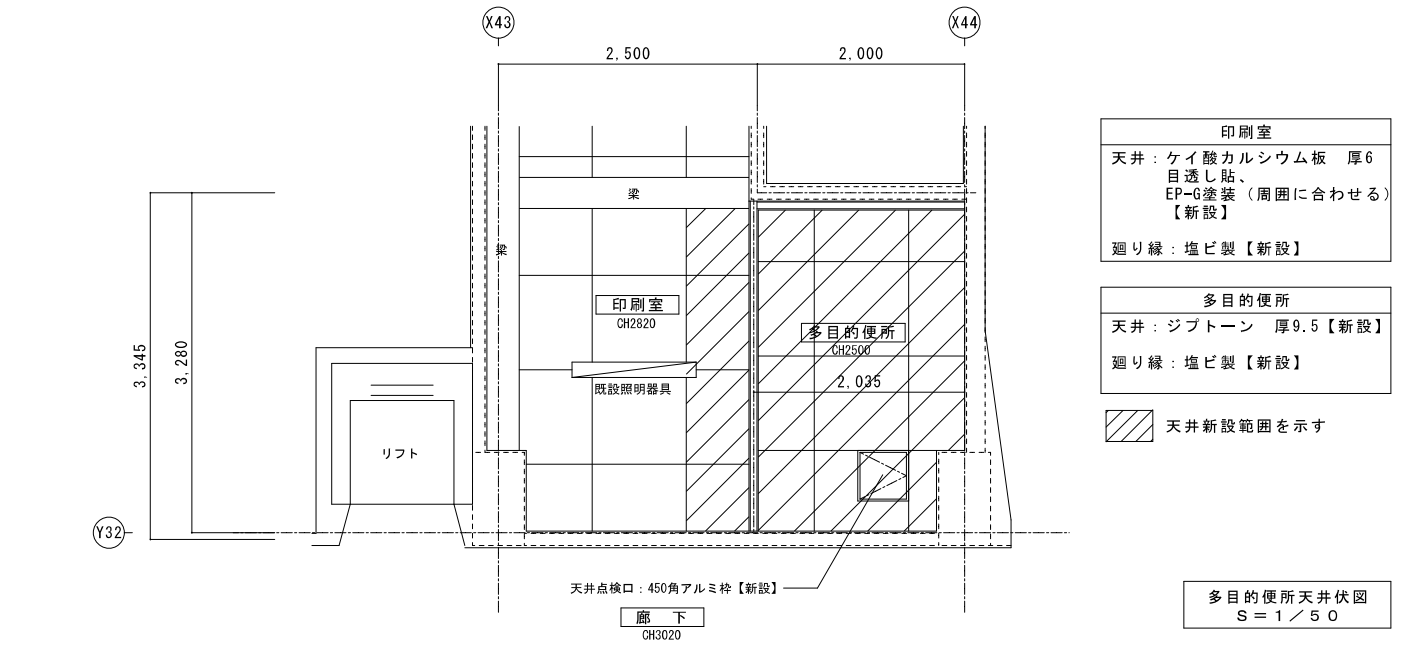 X43
X44
2,500
2,000
印刷室
天井：ケイ酸カルシウム板　厚6
目透し貼、
EP-G塗装（周囲に合わせる）
【新設】
廻り縁：塩ビ製【新設】
梁
梁
多目的便所
天井：ジプトーン　厚9.5【新設】
廻り縁：塩ビ製【新設】
印刷室
CH2820
多目的便所
CH2500
3,345
3,280
2,035
既設照明器具
天井新設範囲を示す
リフト
Y32
天井点検口：450角アルミ枠【新設】
廊　下
CH3020
多目的便所天井伏図
S＝1／50